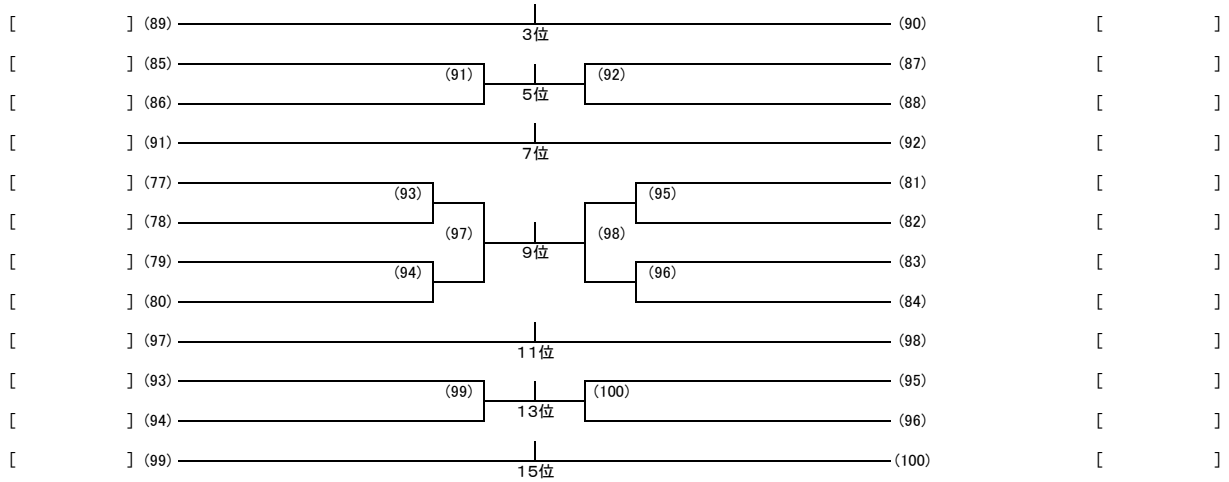 [ ] (89) (90) [ ]
3位
[ ] (85) (87) [ ]
(91) (92)
5位
[ ] (86) (88) [ ]
[ ] (91) (92) [ ]
7位
[ ] (77) (81) [ ]
(93) (95)
[ ] (78) (82) [ ]
(97) (98)
9位
[ ] (79) (83) [ ]
(94) (96)
[ ] (80) (84) [ ]
[ ] (97) (98) [ ]
11位
[ ] (93) (95) [ ]
(99) (100)
13位
[ ] (94) (96) [ ]
[ ] (99) (100) [ ]
15位